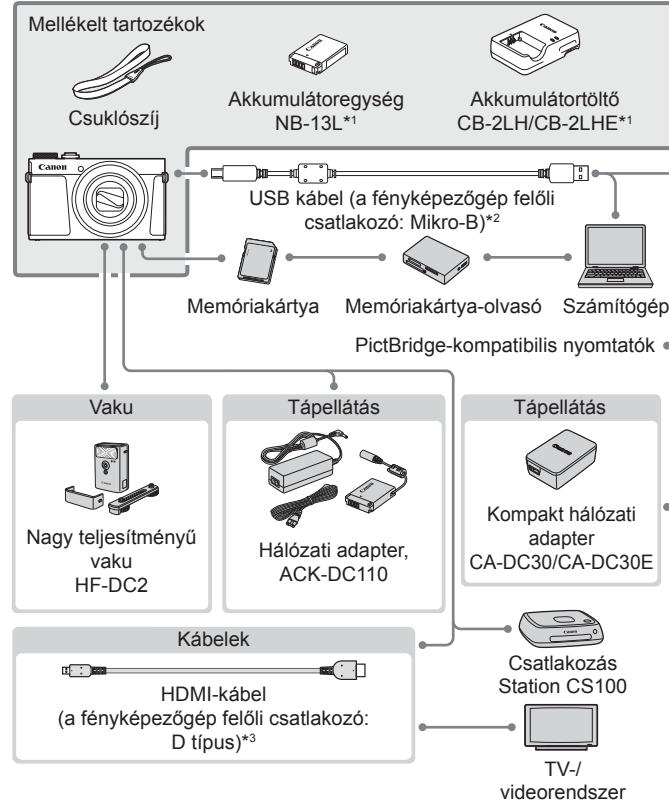 Mellékelt tartozékok
Csuklószíj
Akkumulátoregység
NB-13L*1
Akkumulátortöltő
CB-2LH/CB-2LHE*1
Canon
USB kábel (a fényképezőgép felőli
csatlakozó: Mikro-B)*2
Memóriakártya
Memóriakártya-olvasó
Számítógép
PictBridge-kompatibilis nyomtatók
Vaku
Nagy teljesítményű
vaku
HF-DC2
Tápellátás
Hálózati adapter,
ACK-DC110
Tápellátás
Kompakt hálózati
adapter
CA-DC30/CA-DC30E
Kábelek
HDMI-kábel
(a fényképezőgép felőli csatlakozó:
D típus)*3
Csatlakozás
Station CS100
TV-/
videorendszer